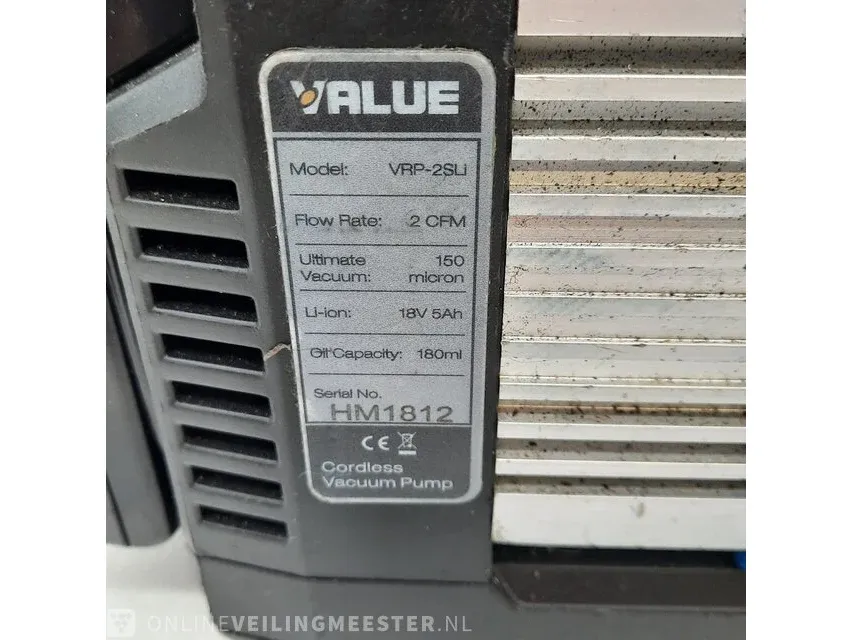 VALUE
Model: VRP-2SLi
Flow Rate: 2 CFM
Ultimate 150
Vacuum: micron
Li-ion: 18V 5Ah
Oil Capacity: 180ml
Serial No.
HM1812
CE
Cordless
Vacuum Pump
ONLINEVEILINGMEESTER.NL